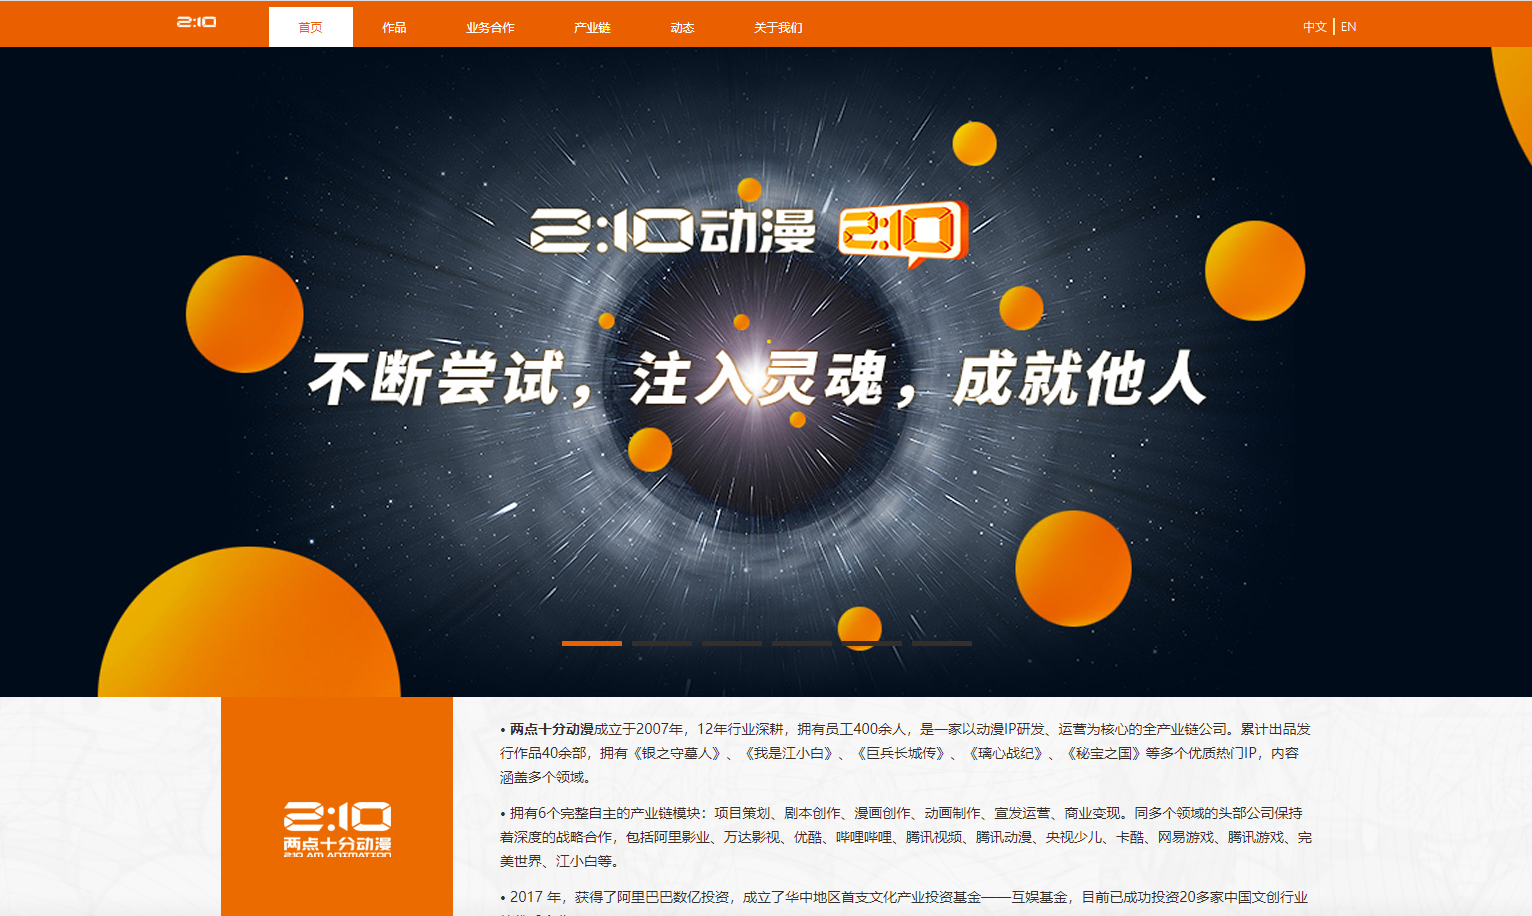 2:10
首页 作品 业务合作 产业链 动态 关于我们 中文 | EN
2:10动漫 2:10
不断尝试，注入灵魂，成就他人
• 两点十分动漫成立于2007年，12年行业深耕，拥有员工400余人，是一家以动漫IP研发、运营为核心的全产业链公司。累计出品发
行作品40余部，拥有《银之守墓人》、《我是江小白》、《巨兵长城传》、《璃心战纪》、《秘宝之国》等多个优质热门IP，内容
涵盖多个领域。
2:10
两点十分动漫
2:10 AM ANIMATION
• 拥有6个完整自主的产业链模块：项目策划、剧本创作、漫画创作、动画制作、宣发运营、商业变现。同多个领域的头部公司保持
着深度的战略合作，包括阿里影业、万达影视、优酷、哔哩哔哩、腾讯视频、腾讯动漫、央视少儿、卡酷、网易游戏、腾讯游戏、完
美世界、江小白等。
• 2017 年，获得了阿里巴巴数亿投资，成立了华中地区首支文化产业投资基金——互娱基金，目前已成功投资20多家中国文创行业